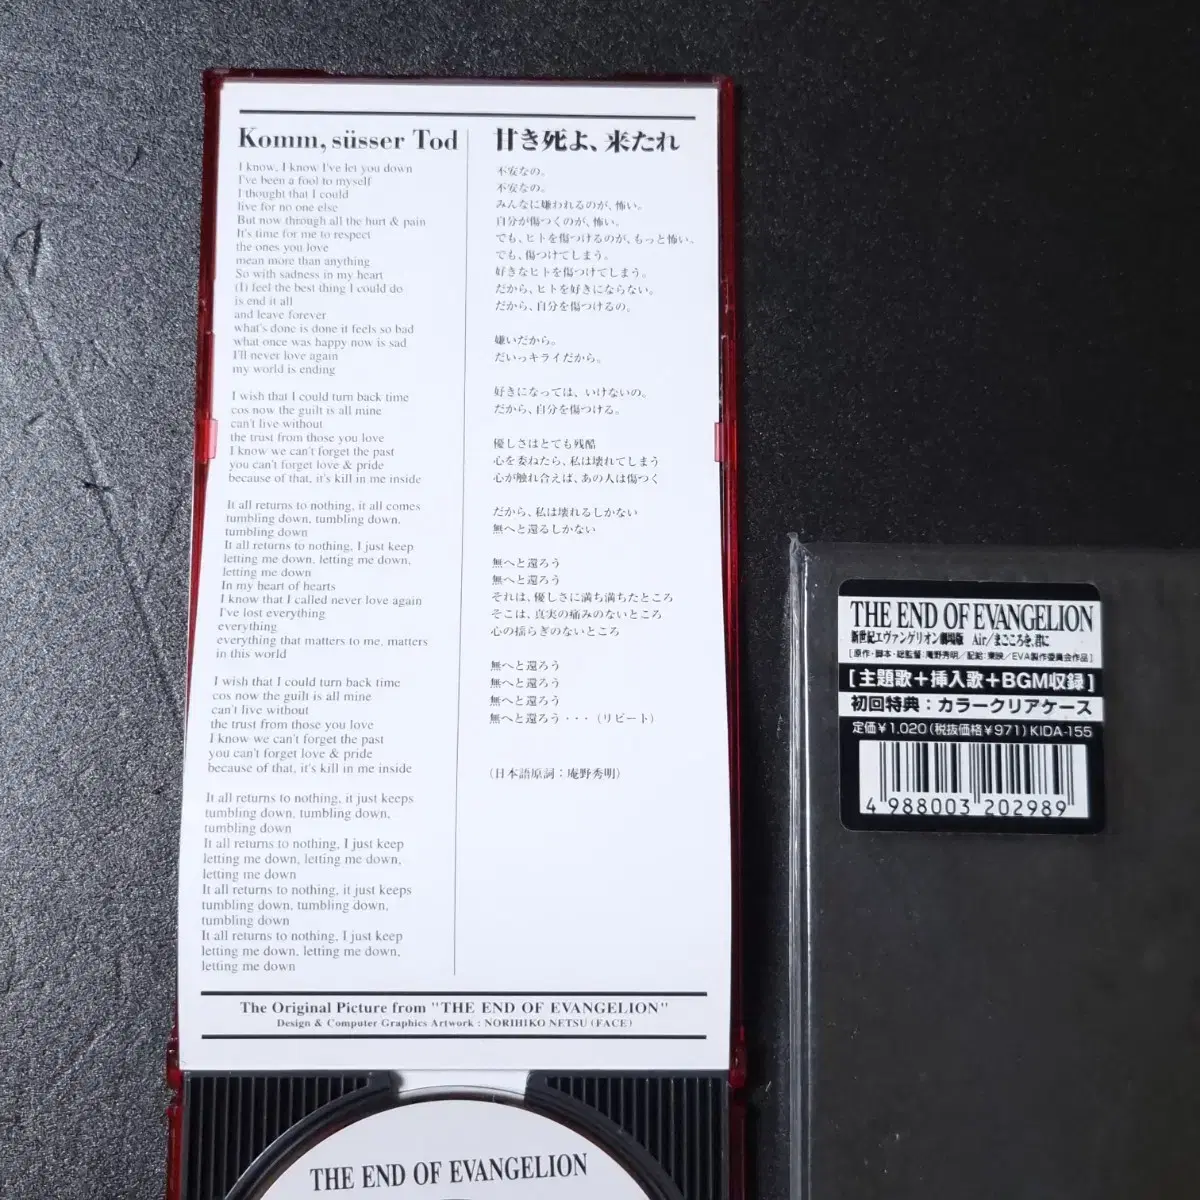 Komm, süsser Tod
I know, I know I've let you down
I've been a fool to myself
I thought that I could
live for no one else
But now through all the hurt & pain
It's time for me to respect
the ones you love
mean more than anything
So with sadness in my heart
(I) feel the best thing I could do
is end it all
and leave forever
what's done is done it feels so bad
what once was happy now is sad
I'll never love again
my world is ending
I wish that I could turn back time
cos now the guilt is all mine
can't live without
the trust from those you love
I know we can't forget the past
you can't forget love & pride
because of that, it's kill in me inside
It all returns to nothing, it all comes
tumbling down, tumbling down,
tumbling down
It all returns to nothing, I just keep
letting me down, letting me down,
letting me down
In my heart of hearts
I know that I called never love again
I've lost everything
everything
everything that matters to me, matters
in this world
I wish that I could turn back time
cos now the guilt is all mine
can't live without
the trust from those you love
I know we can't forget the past
you can't forget love & pride
because of that, it's kill in me inside
It all returns to nothing, it just keeps
tumbling down, tumbling down,
tumbling down
It all returns to nothing, I just keep
letting me down, letting me down,
letting me down
It all returns to nothing, it just keeps
tumbling down, tumbling down,
tumbling down
It all returns to nothing, I just keep
letting me down, letting me down,
letting me down
甘き死よ、来たれ
不安なの。
不安なの。
みんなに嫌われるのが、怖い。
自分が傷つくのが、怖い。
でも、ヒトを傷つけるのが、もっと怖い。
でも、傷つけてしまう。
好きなヒトを傷つけてしまう。
だから、ヒトを好きにならない。
だから、自分を傷つけるの。
嫌いだから。
だいっキライだから。
好きになっては、いけないの。
だから、自分を傷つける。
優しさはとても残酷
心を委ねたら、私は壊れてしまう
心が触れ合えば、あの人は傷つく
だから、私は壊れるしかない
無へと還るしかない
無へと還ろう
無へと還ろう
それは、優しさに満ち満ちたところ
そこは、真実の痛みのないところ
心の揺らぎのないところ
無へと還ろう
無へと還ろう
無へと還ろう
無へと還ろう・・・（リピート）
（日本語原詞：庵野秀明）
The Original Picture from "THE END OF EVANGELION"
Design & Computer Graphics Artwork : NORIHIKO NETSU (FACE)
THE END OF EVANGELION
THE END OF EVANGELION
新世紀エヴァンゲリオン劇場版 Air/まごころを、君に
[原作・脚本・総監督：庵野秀明／配給：東映／EVA製作委員会作品]
[主題歌＋挿入歌＋BGM収録]
初回特典：カラークリアケース
定価￥1,020(税抜価格￥971) KIDA-155
4 988003 202989